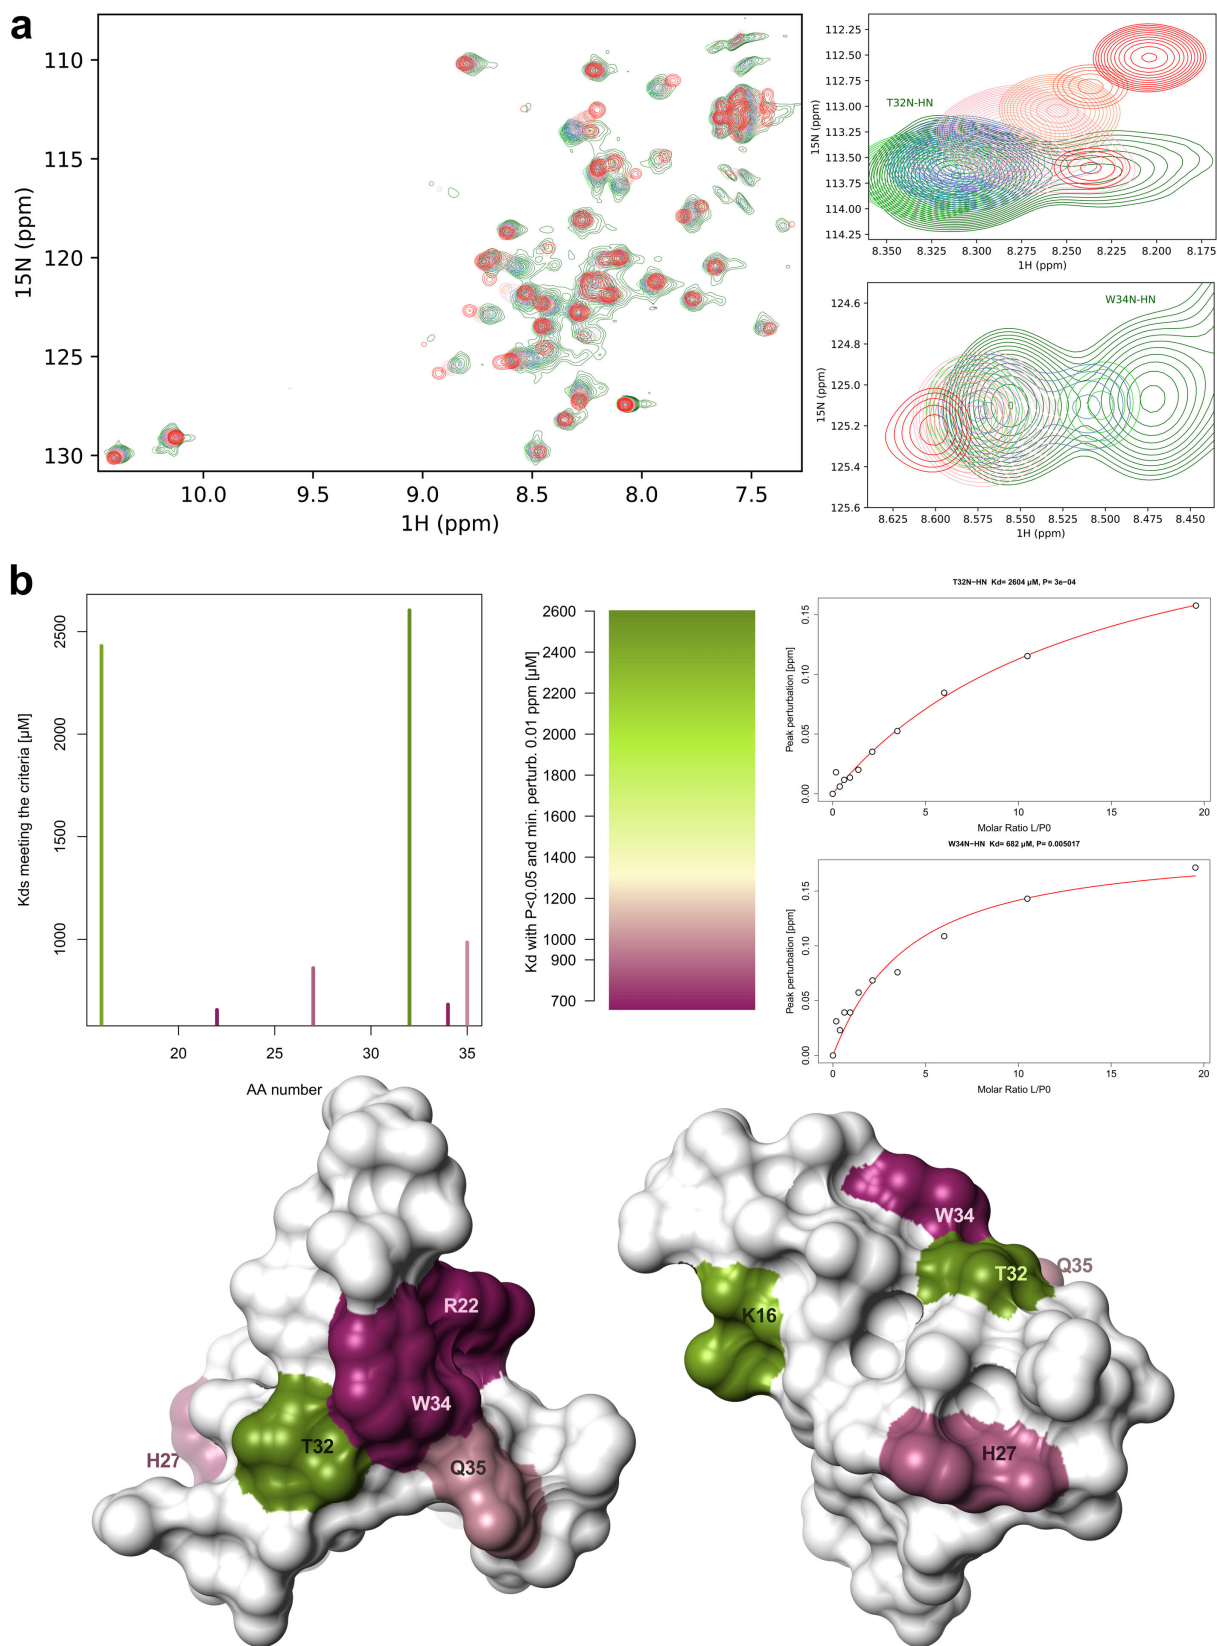 a
110
115
120
125
130
15N (ppm)
10.0 9.5 9.0 8.5 8.0 7.5
1H (ppm)
T32N-HN
112.25
112.50
112.75
113.00
113.25
113.50
113.75
114.00
114.25
15N (ppm)
8.350 8.325 8.300 8.275 8.250 8.225 8.200 8.175
1H (ppm)
W34N-HN
124.6
124.8
125.0
125.2
125.4
125.6
15N (ppm)
8.625 8.600 8.575 8.550 8.525 8.500 8.475 8.450
1H (ppm)
b
Kds meeting the criteria [µM]
2500
2000
1500
1000
20 25 30 35
AA number
Kd with P<0.05 and min. perturb. 0.01 ppm [µM]
2600
2400
2200
2000
1800
1600
1400
1200
1000
900
700
T32N−HN Kd= 2604 µM, P= 3e−04
Peak perturbation [ppm]
0.15
0.10
0.05
0.00
0 5 10 15 20
Molar Ratio L/P0
W34N−HN Kd= 682 µM, P= 0.005017
Peak perturbation [ppm]
0.15
0.10
0.05
0.00
0 5 10 15 20
Molar Ratio L/P0
R22
W34
T32
H27
Q35
W34
Q35
T32
K16
H27